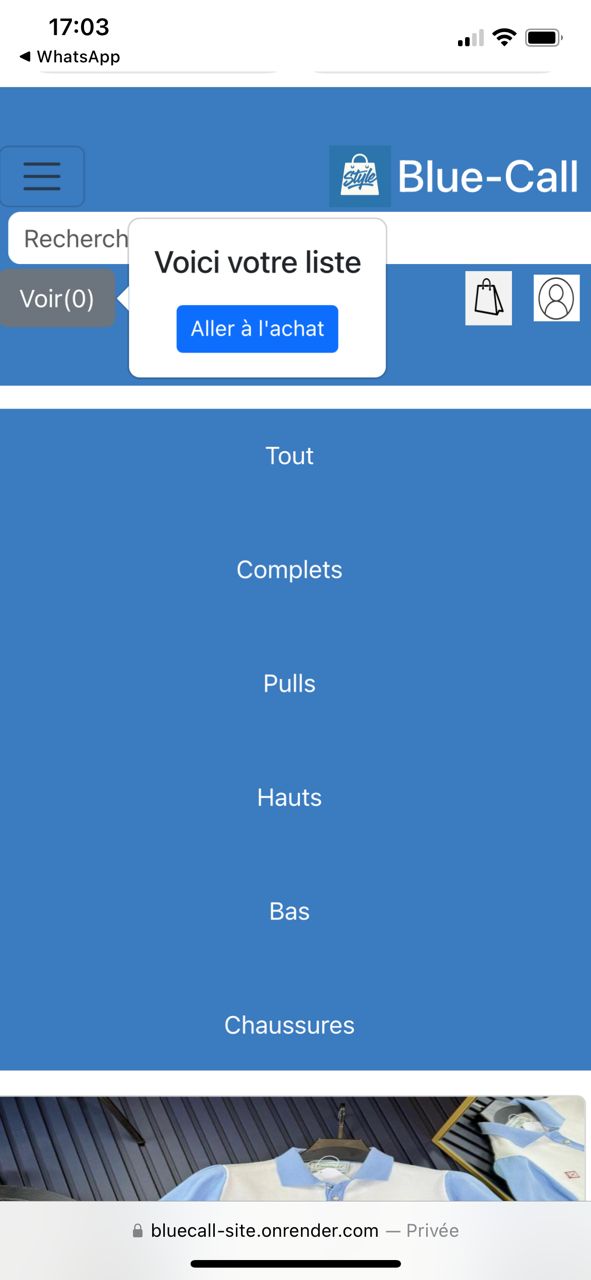 17:03
◀ WhatsApp
Style
Blue-Call
Recherch
Voici votre liste
Voir(0)
Aller à l'achat
Tout
Complets
Pulls
Hauts
Bas
Chaussures
bluecall-site.onrender.com — Privée